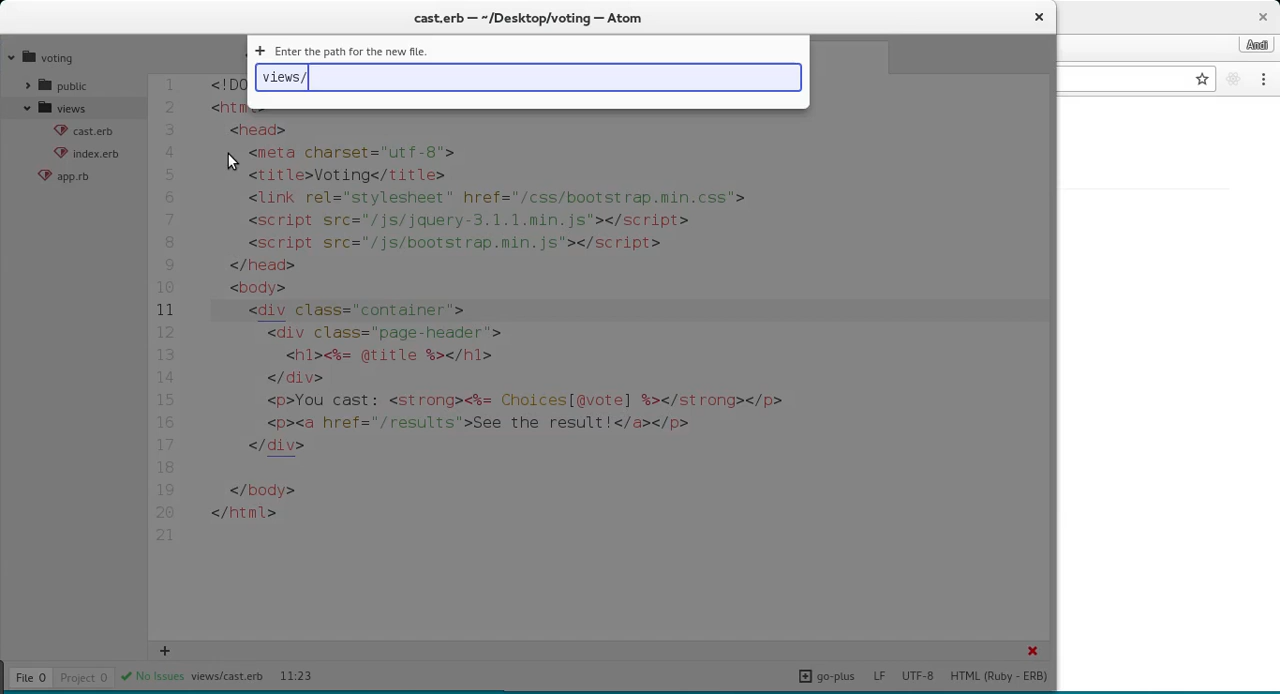 cast.erb — ~/Desktop/voting — Atom
Andi
+ Enter the path for the new file.
views/
voting
public
views
cast.erb
index.erb
app.rb
1 <!DO
2 <html>
3 <head>
4 <meta charset="utf-8">
5 <title>Voting</title>
6 <link rel="stylesheet" href="/css/bootstrap.min.css">
7 <script src="/js/jquery-3.1.1.min.js"></script>
8 <script src="/js/bootstrap.min.js"></script>
9 </head>
10 <body>
11 <div class="container">
12 <div class="page-header">
13 <h1><%= @title %></h1>
14 </div>
15 <p>You cast: <strong><%= Choices[@vote] %></strong></p>
16 <p><a href="/results">See the result!</a></p>
17 </div>
18
19 </body>
20 </html>
21
File 0 Project 0 No Issues views/cast.erb 11:23 go-plus LF UTF-8 HTML (Ruby - ERB)